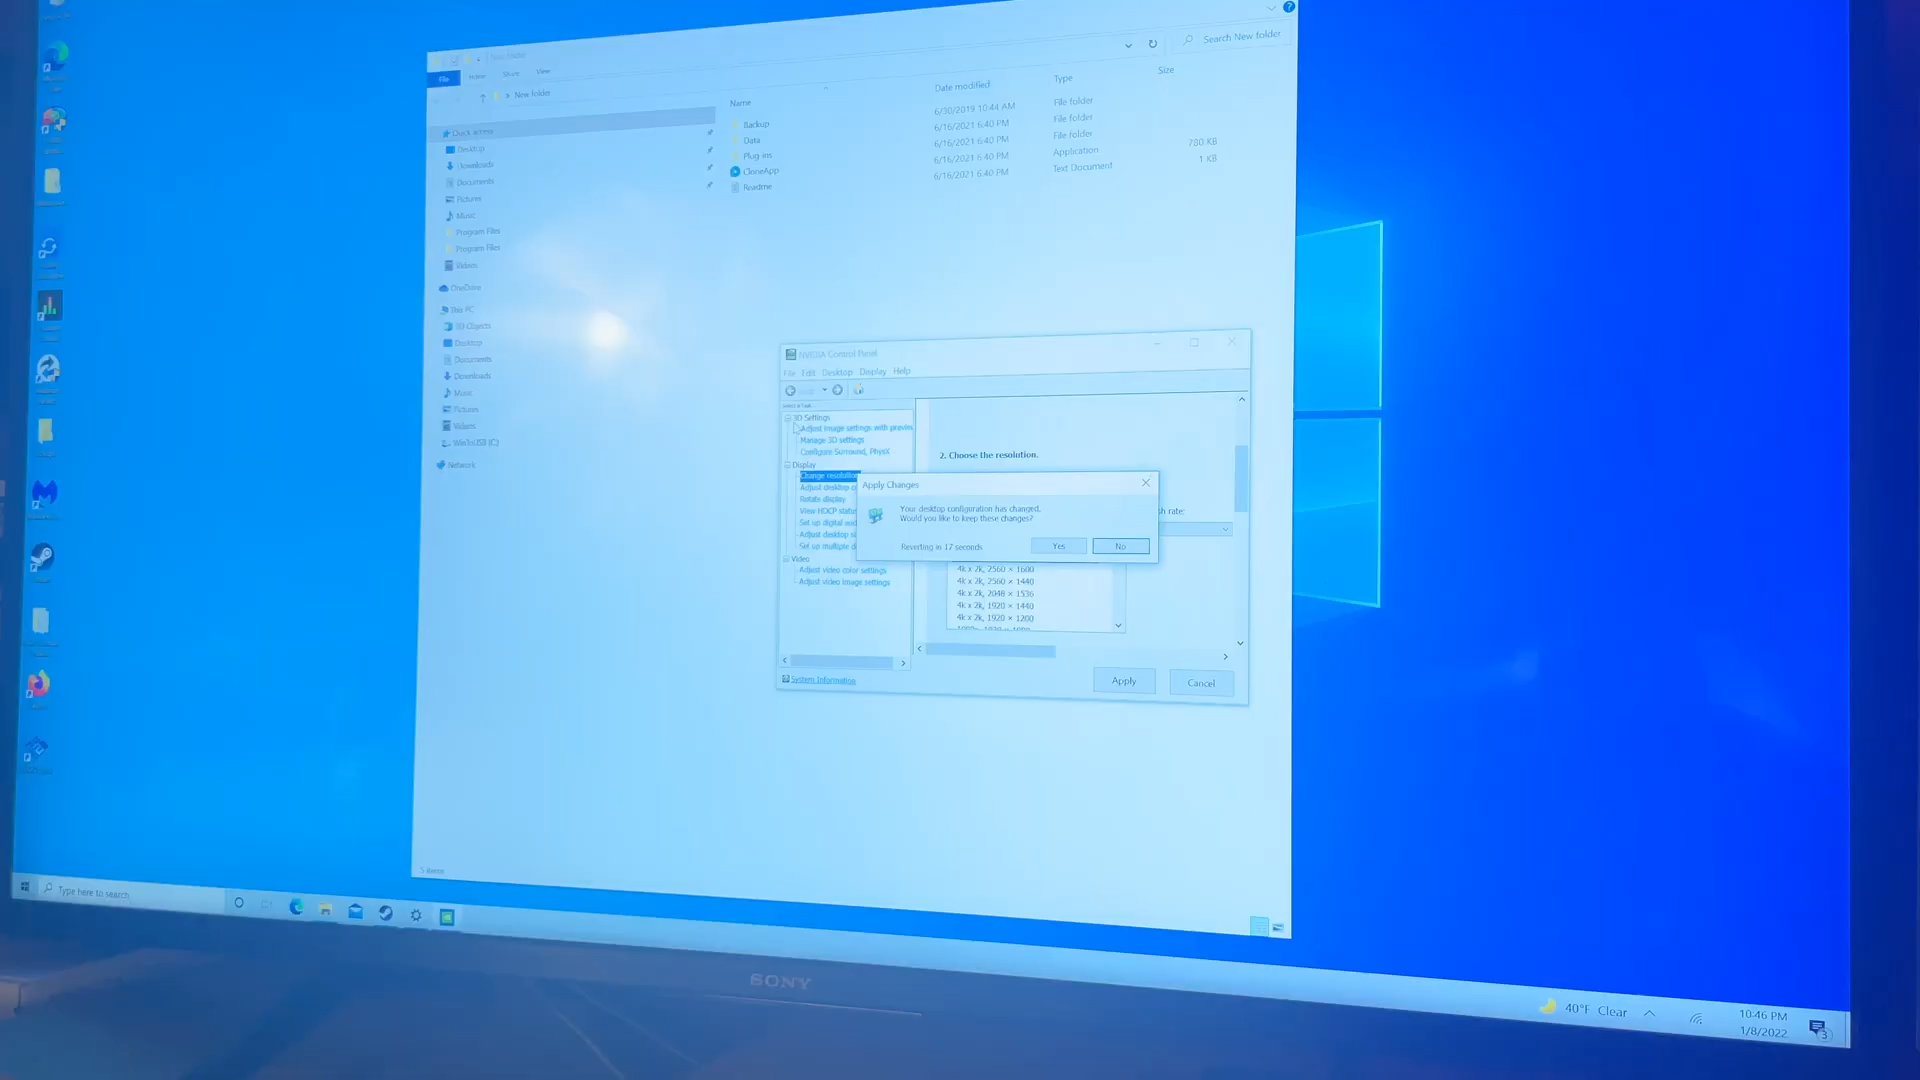 New folder
File
Home
Share
View
New folder
Search New folder
Name
Date modified
Type
Size
Quick access
Desktop
Downloads
Documents
Pictures
Music
Program Files
Program Files
Videos
OneDrive
This PC
3D Objects
Desktop
Documents
Downloads
Music
Pictures
Videos
WinToUSB (C:)
Network
Backup 6/30/2019 10:44 AM File folder
Data 6/16/2021 6:40 PM File folder
Plug-ins 6/16/2021 6:40 PM File folder
CloneApp 6/16/2021 6:40 PM Application 780 KB
Readme 6/16/2021 6:40 PM Text Document 1 KB
5 items
NVIDIA Control Panel
File Edit Desktop Display Help
3D Settings
Adjust image settings with preview
Manage 3D settings
Configure Surround, PhysX
Display
Change resolution
Adjust desktop
Rotate display
View HDCP status
Set up digital
Adjust desktop
Set up multiple
Video
Adjust video color settings
Adjust video image settings
System Information
2. Choose the resolution.
Apply Changes
Your desktop configuration has changed.
Would you like to keep these changes?
Reverting in 17 seconds
Yes
No
rate:
4k x 2k, 2560 × 1600
4k x 2k, 2560 × 1440
4k x 2k, 2048 × 1536
4k x 2k, 1920 × 1440
4k x 2k, 1920 × 1200
Apply
Cancel
Type here to search
40°F Clear
10:46 PM
1/8/2022
3
SONY